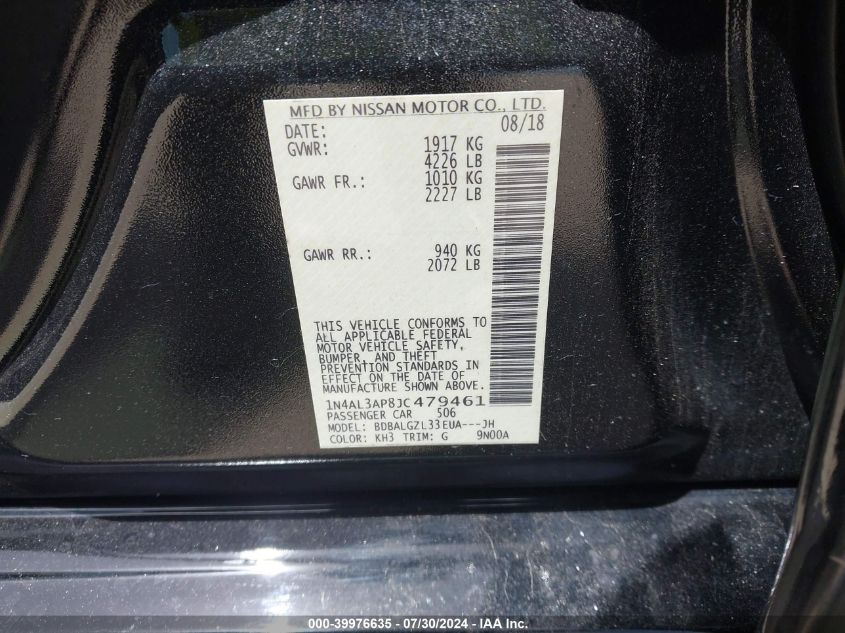 MFD BY NISSAN MOTOR CO., LTD.
DATE: 08/18
GVWR: 1917 KG
4226 LB
GAWR FR.: 1010 KG
2227 LB
GAWR RR.: 940 KG
2072 LB
THIS VEHICLE CONFORMS TO
ALL APPLICABLE FEDERAL
MOTOR VEHICLE SAFETY,
BUMPER, AND THEFT
PREVENTION STANDARDS IN
EFFECT ON THE DATE OF
MANUFACTURE SHOWN ABOVE.
1N4AL3AP8JC479461
PASSENGER CAR 506
MODEL: BDBALGZL33EUA---JH
COLOR: KH3 TRIM: G 9N00A
000-39976635 - 07/30/2024 - IAA Inc.